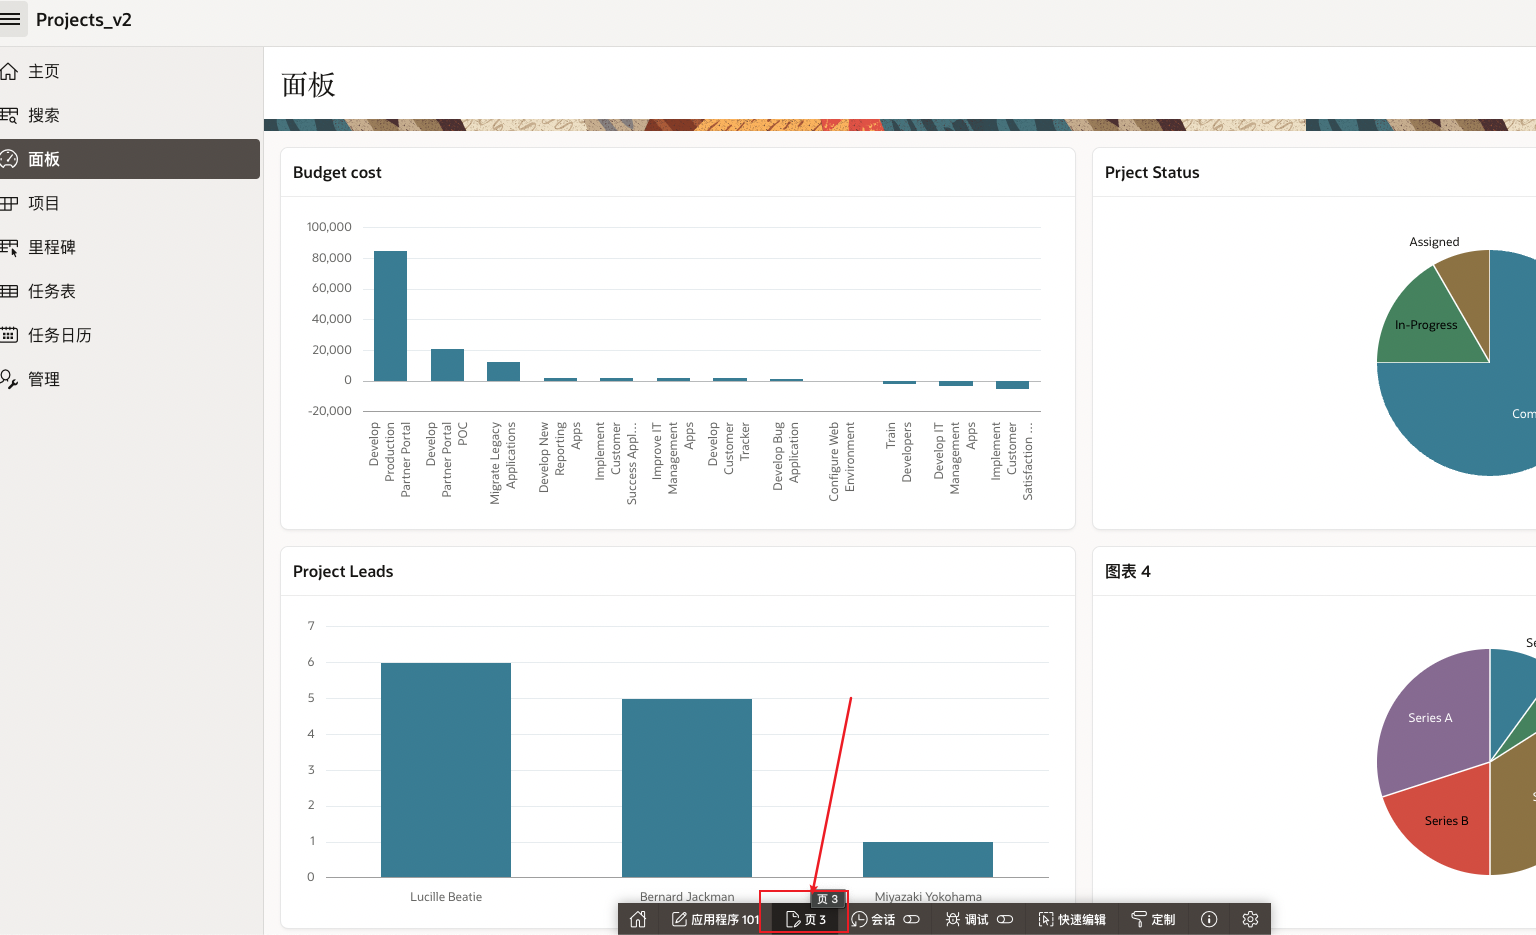 Projects_v2
主页
搜索
面板
项目
里程碑
任务表
任务日历
管理
面板
Budget cost
100,000
80,000
60,000
40,000
20,000
0
-20,000
Develop
Production
Partner Portal
Develop
Partner Portal
POC
Migrate Legacy
Applications
Develop New
Reporting
Apps
Implement
Customer
Success Appl...
Improve IT
Management
Apps
Develop
Customer
Tracker
Develop Bug
Application
Configure Web
Environment
Train
Developers
Develop IT
Management
Apps
Implement
Customer
Satisfaction ...
Prject Status
Assigned
In-Progress
Com
Project Leads
7
6
5
4
3
2
1
0
Lucille Beatie
Bernard Jackman
Miyazaki Yokohama
图表 4
Se
Series A
Series B
S
页 3
应用程序 101
页 3
会话
调试
快速编辑
定制